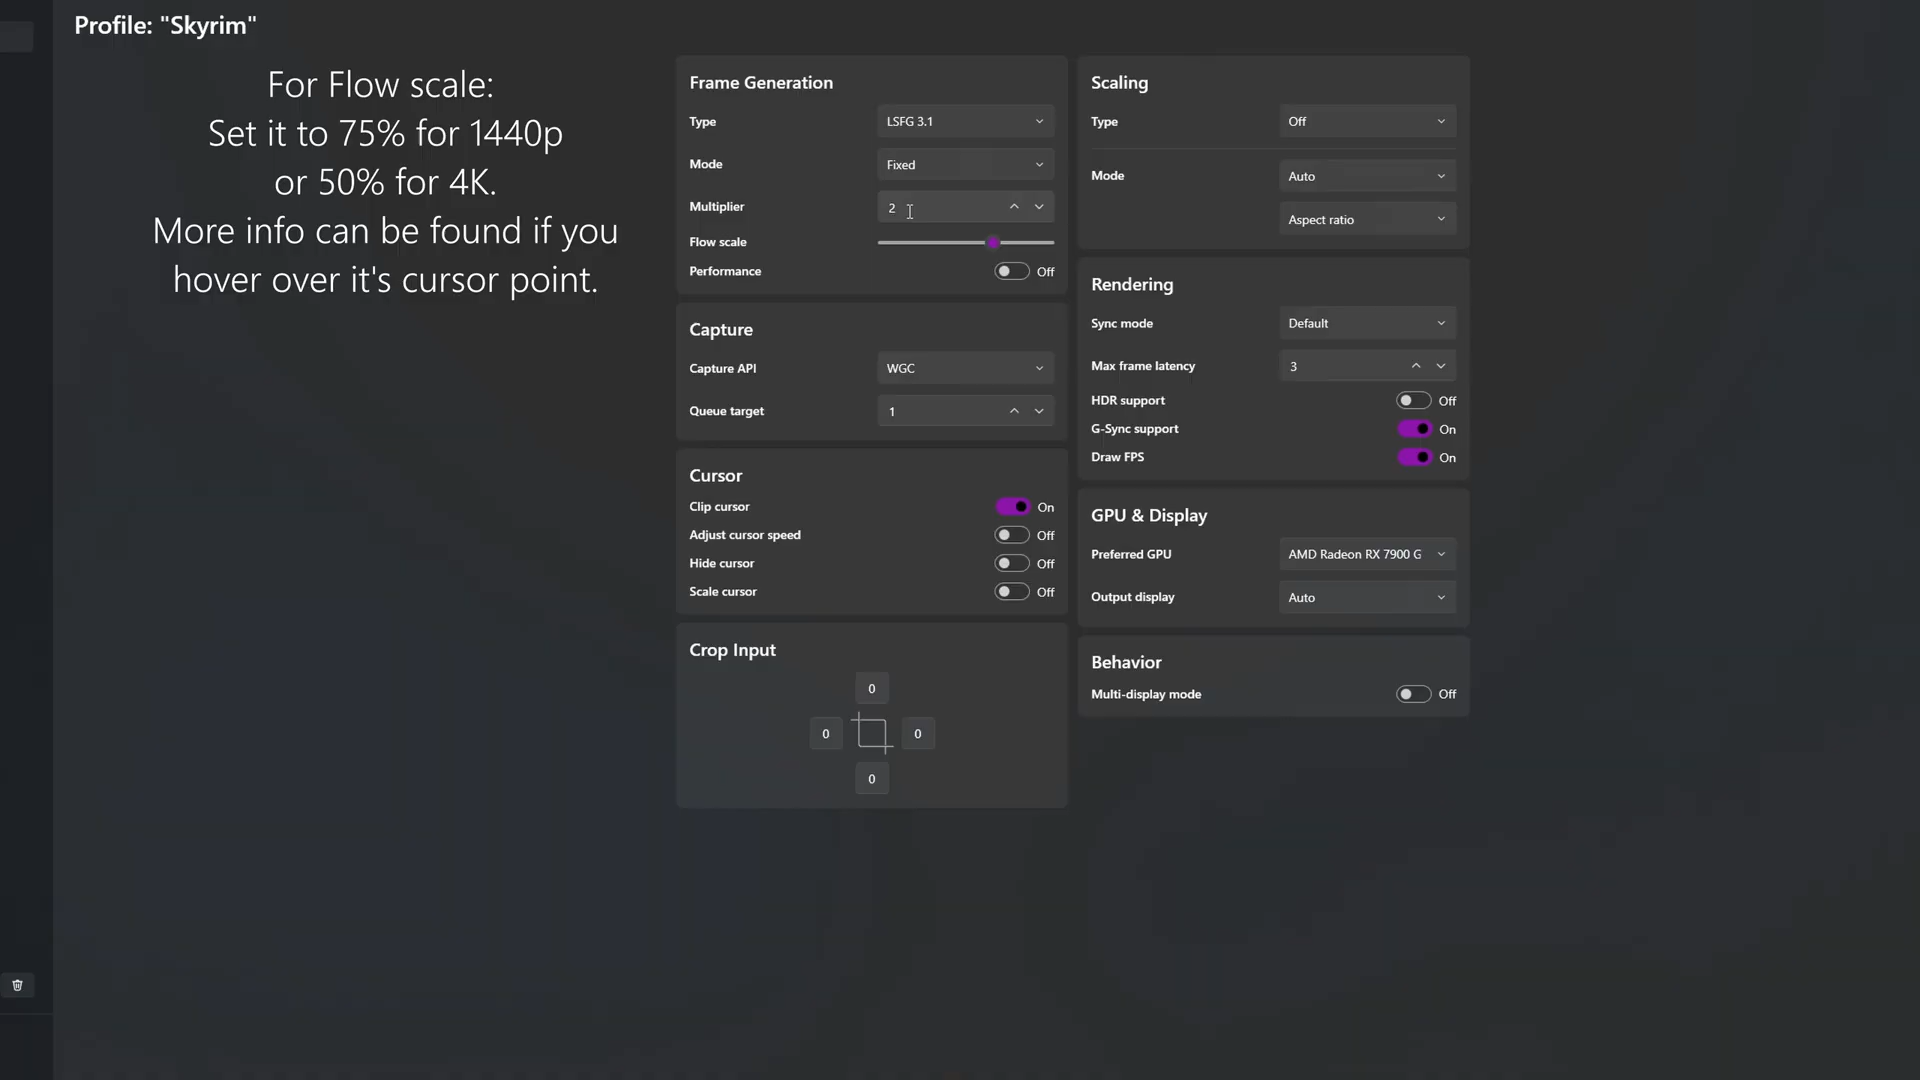 Profile: "Skyrim"
For Flow scale:
Set it to 75% for 1440p
or 50% for 4K.
More info can be found if you
hover over it's cursor point.
Frame Generation
Type
LSFG 3.1
Mode
Fixed
Multiplier
2
Flow scale
Performance
Off
Capture
Capture API
WGC
Queue target
1
Cursor
Clip cursor
On
Adjust cursor speed
Off
Hide cursor
Off
Scale cursor
Off
Crop Input
0
0
0
0
Scaling
Type
Off
Mode
Auto
Aspect ratio
Rendering
Sync mode
Default
Max frame latency
3
HDR support
Off
G-Sync support
On
Draw FPS
On
GPU & Display
Preferred GPU
AMD Radeon RX 7900 G
Output display
Auto
Behavior
Multi-display mode
Off